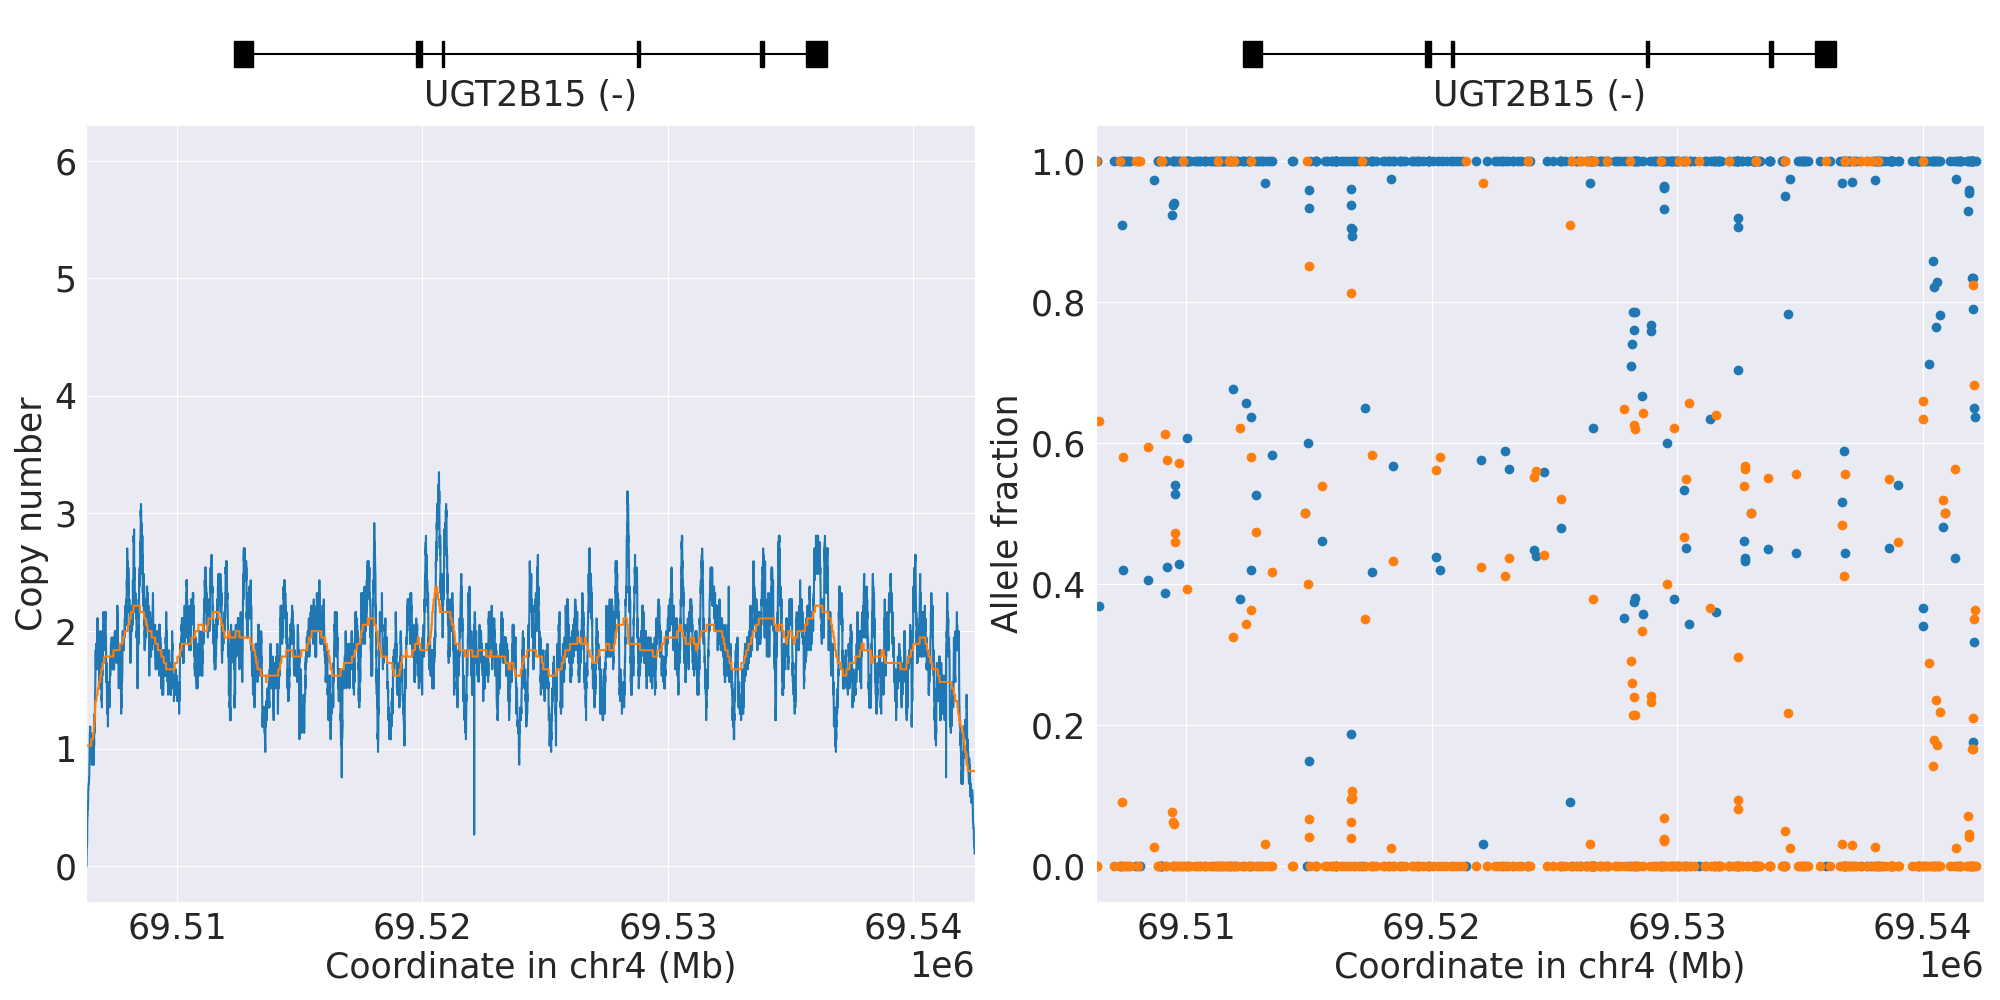 UGT2B15 (-)
6
5
4
3
2
1
0
Copy number
69.51 69.52 69.53 69.54
Coordinate in chr4 (Mb)
1e6
UGT2B15 (-)
1.0
0.8
0.6
0.4
0.2
0.0
Allele fraction
69.51 69.52 69.53 69.54
Coordinate in chr4 (Mb)
1e6